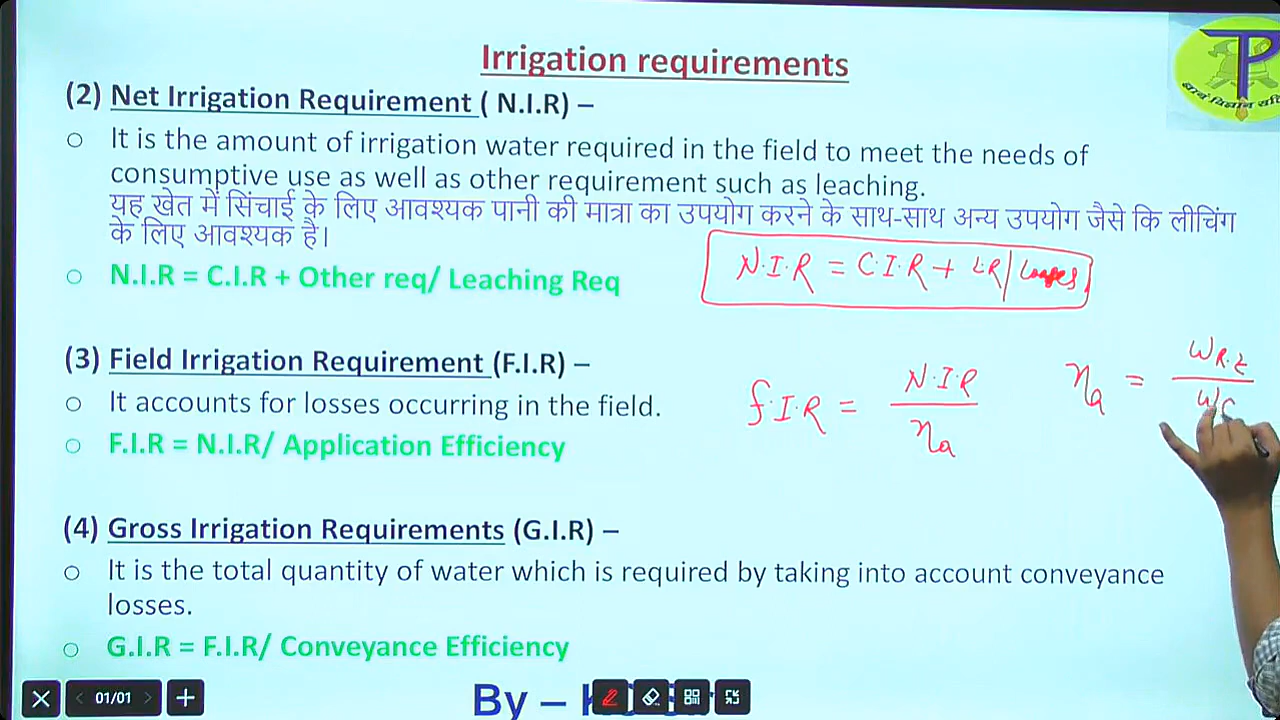 Irrigation requirements
(2) Net Irrigation Requirement ( N.I.R) –
It is the amount of irrigation water required in the field to meet the needs of
consumptive use as well as other requirement such as leaching.
यह खेत में सिंचाई के लिए आवश्यक पानी की मात्रा का उपयोग करने के साथ-साथ अन्य उपयोग जैसे कि लीचिंग
के लिए आवश्यक है।
N.I.R = C.I.R + Other req/ Leaching Req
N.I.R = C.I.R + LR/Losses
(3) Field Irrigation Requirement (F.I.R) –
It accounts for losses occurring in the field.
F.I.R = N.I.R/ Application Efficiency
f.I.R = N.I.R / ηa
ηa = WR.Z
(4) Gross Irrigation Requirements (G.I.R) –
It is the total quantity of water which is required by taking into account conveyance
losses.
G.I.R = F.I.R/ Conveyance Efficiency
01/01
By –